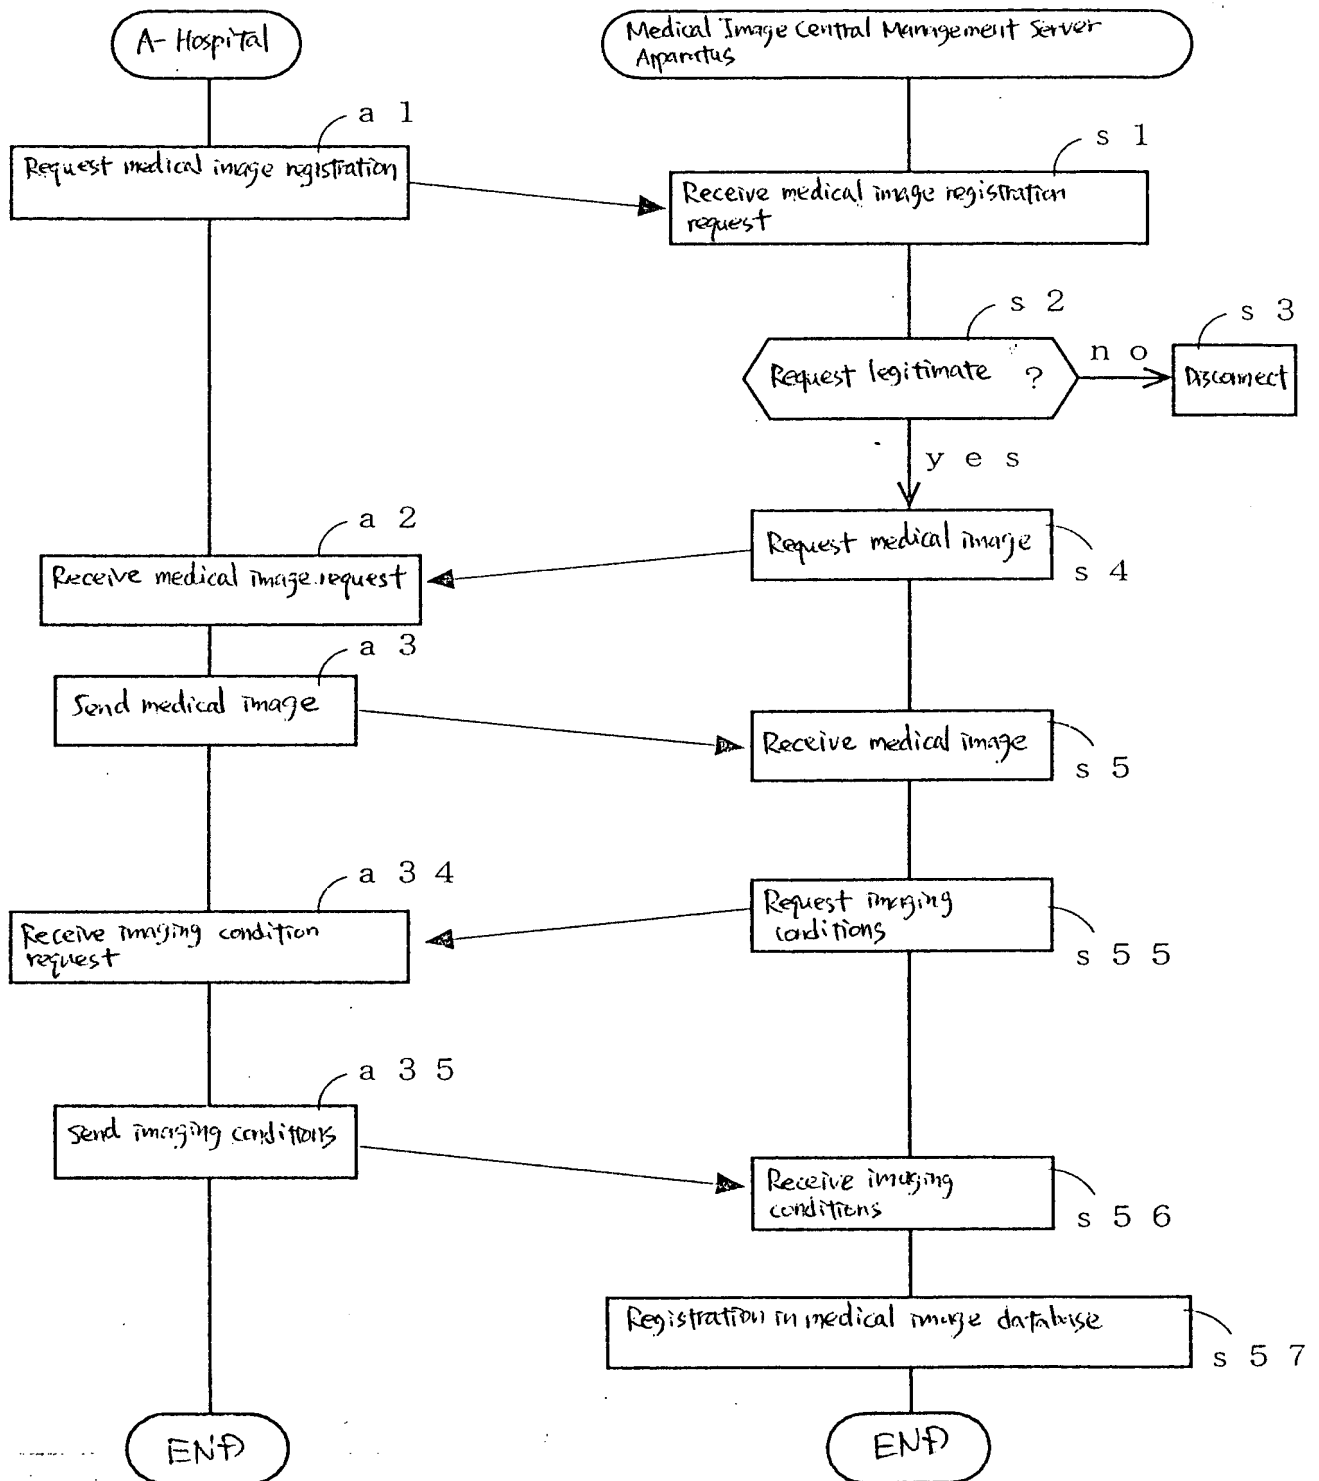 A-Hospital
Medical Image Central Management Server
Apparatus
a 1
Request medical image registration
s 1
Receive medical image registration
request
s 2
Request legitimate ?
n o
s 3
Disconnect
y e s
a 2
Receive medical image request
Request medical image
s 4
a 3
Send medical image
Receive medical image
s 5
a 3 4
Receive imaging condition
request
Request imaging
conditions
s 5 5
a 3 5
Send imaging conditions
Receive imaging
conditions
s 5 6
Registration in medical image database
s 5 7
END
END